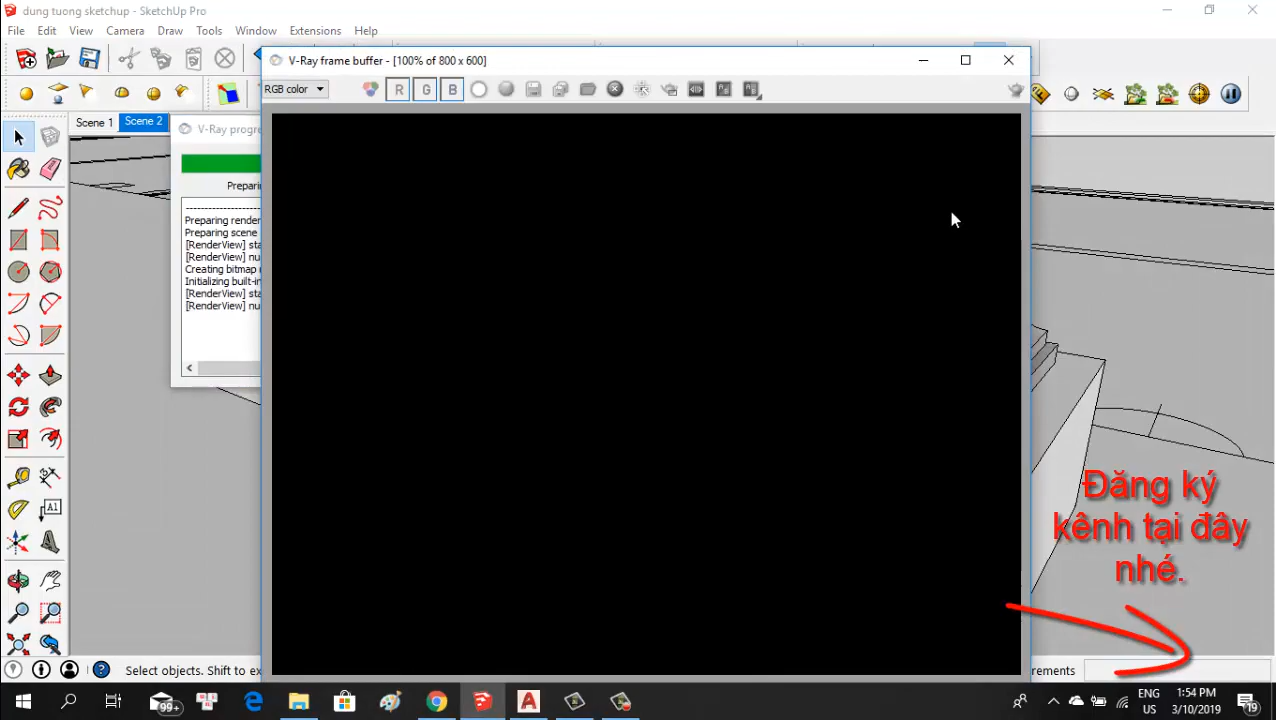 dung tuong sketchup - SketchUp Pro
File Edit View Camera Draw Tools Window Extensions Help
V-Ray frame buffer - [100% of 800 x 600]
RGB color R G B
Scene 1 Scene 2
V-Ray progre
Preparin
Preparing render
Preparing scene
[RenderView] sta
[RenderView] nu
Creating bitmap
Initializing built-in
[RenderView] sta
[RenderView] nu
A1
Đăng ký
kênh tại đây
nhé.
Select objects. Shift to ex
rements
99+
ENG
US
1:54 PM
3/10/2019
19